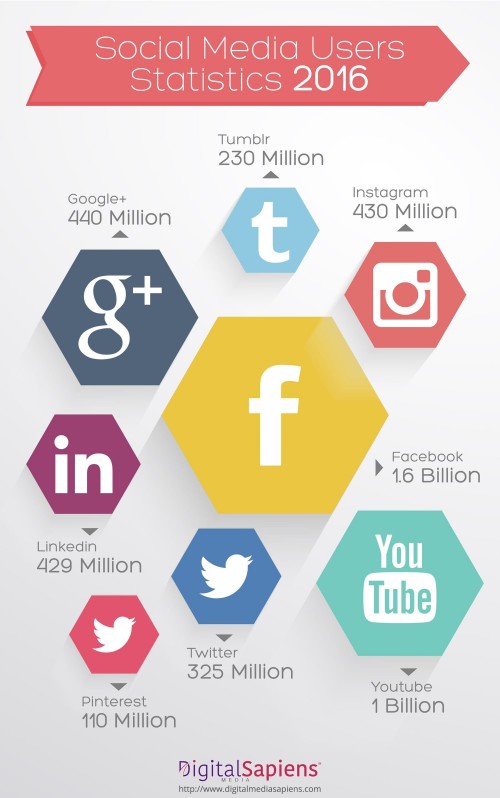 Social Media Users
Statistics 2016
Tumblr
230 Million
Google+
440 Million
Instagram
430 Million
t
g+
f
in
Facebook
1.6 Billion
You
Tube
Linkedin
429 Million
Twitter
325 Million
Youtube
1 Billion
Pinterest
110 Million
DigitalSapiens
MEDIA
http://www.digitalmediasapiens.com